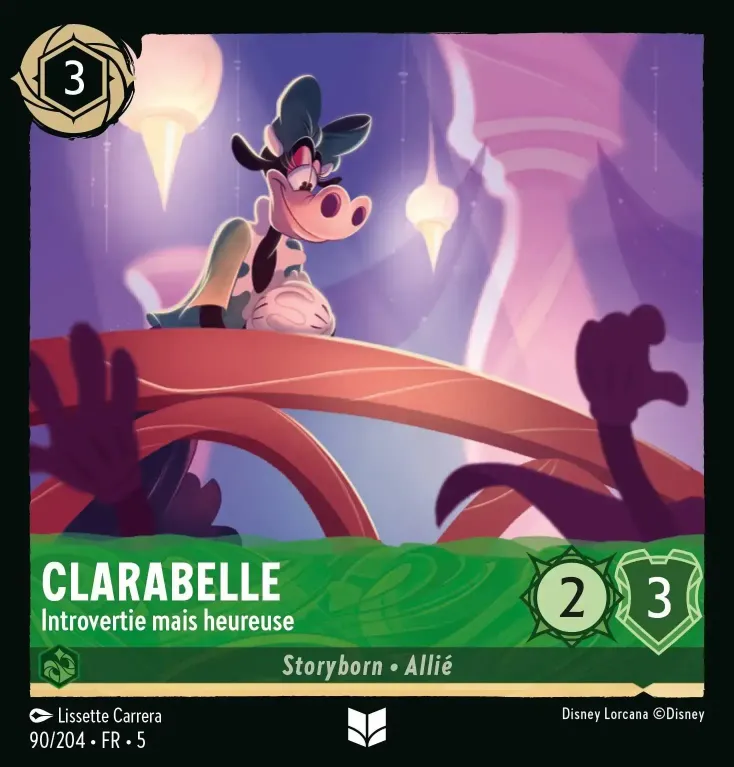 3
CLARABELLE
Introvertie mais heureuse
2
3
Storyborn • Allié
Lissette Carrera
Disney Lorcana ©Disney
90/204 • FR • 5